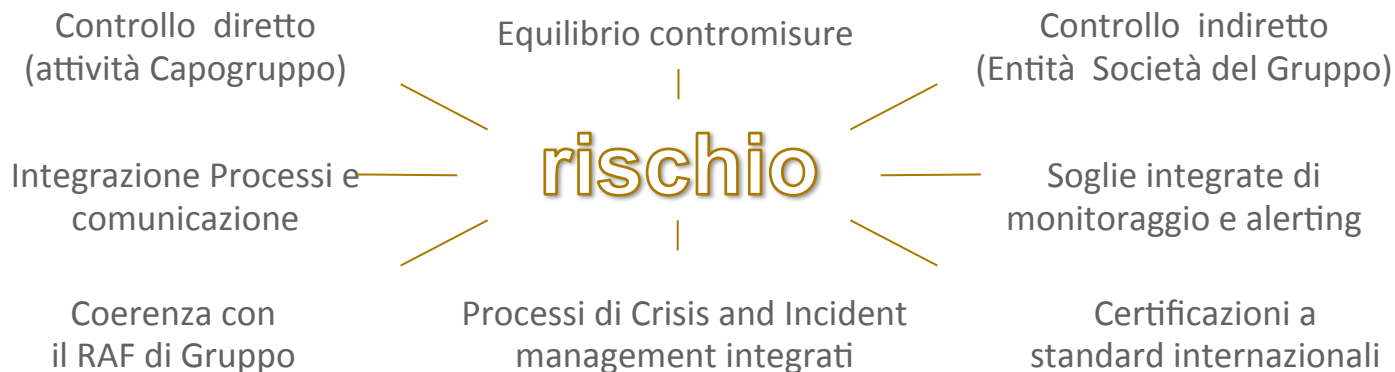 Controllo diretto
(attività Capogruppo)
Equilibrio contromisure
Controllo indiretto
(Entità Società del Gruppo)
rischio
Integrazione Processi e
comunicazione
Soglie integrate di
monitoraggio e alerting
Coerenza con
il RAF di Gruppo
Processi di Crisis and Incident
management integrati
Certificazioni a
standard internazionali